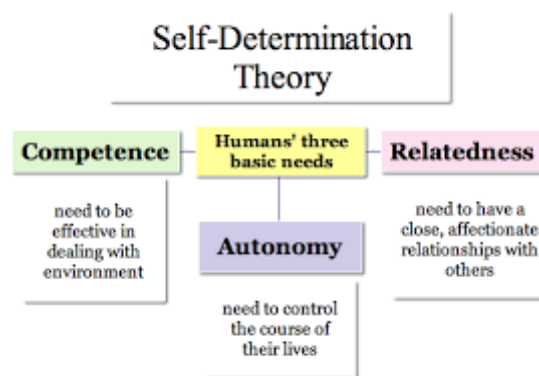 Self-Determination
Theory
Humans' three
basic needs
Competence
need to be
effective in
dealing with
environment
Autonomy
need to control
the course of
their lives
Relatedness
need to have a
close, affectionate
relationships with
others